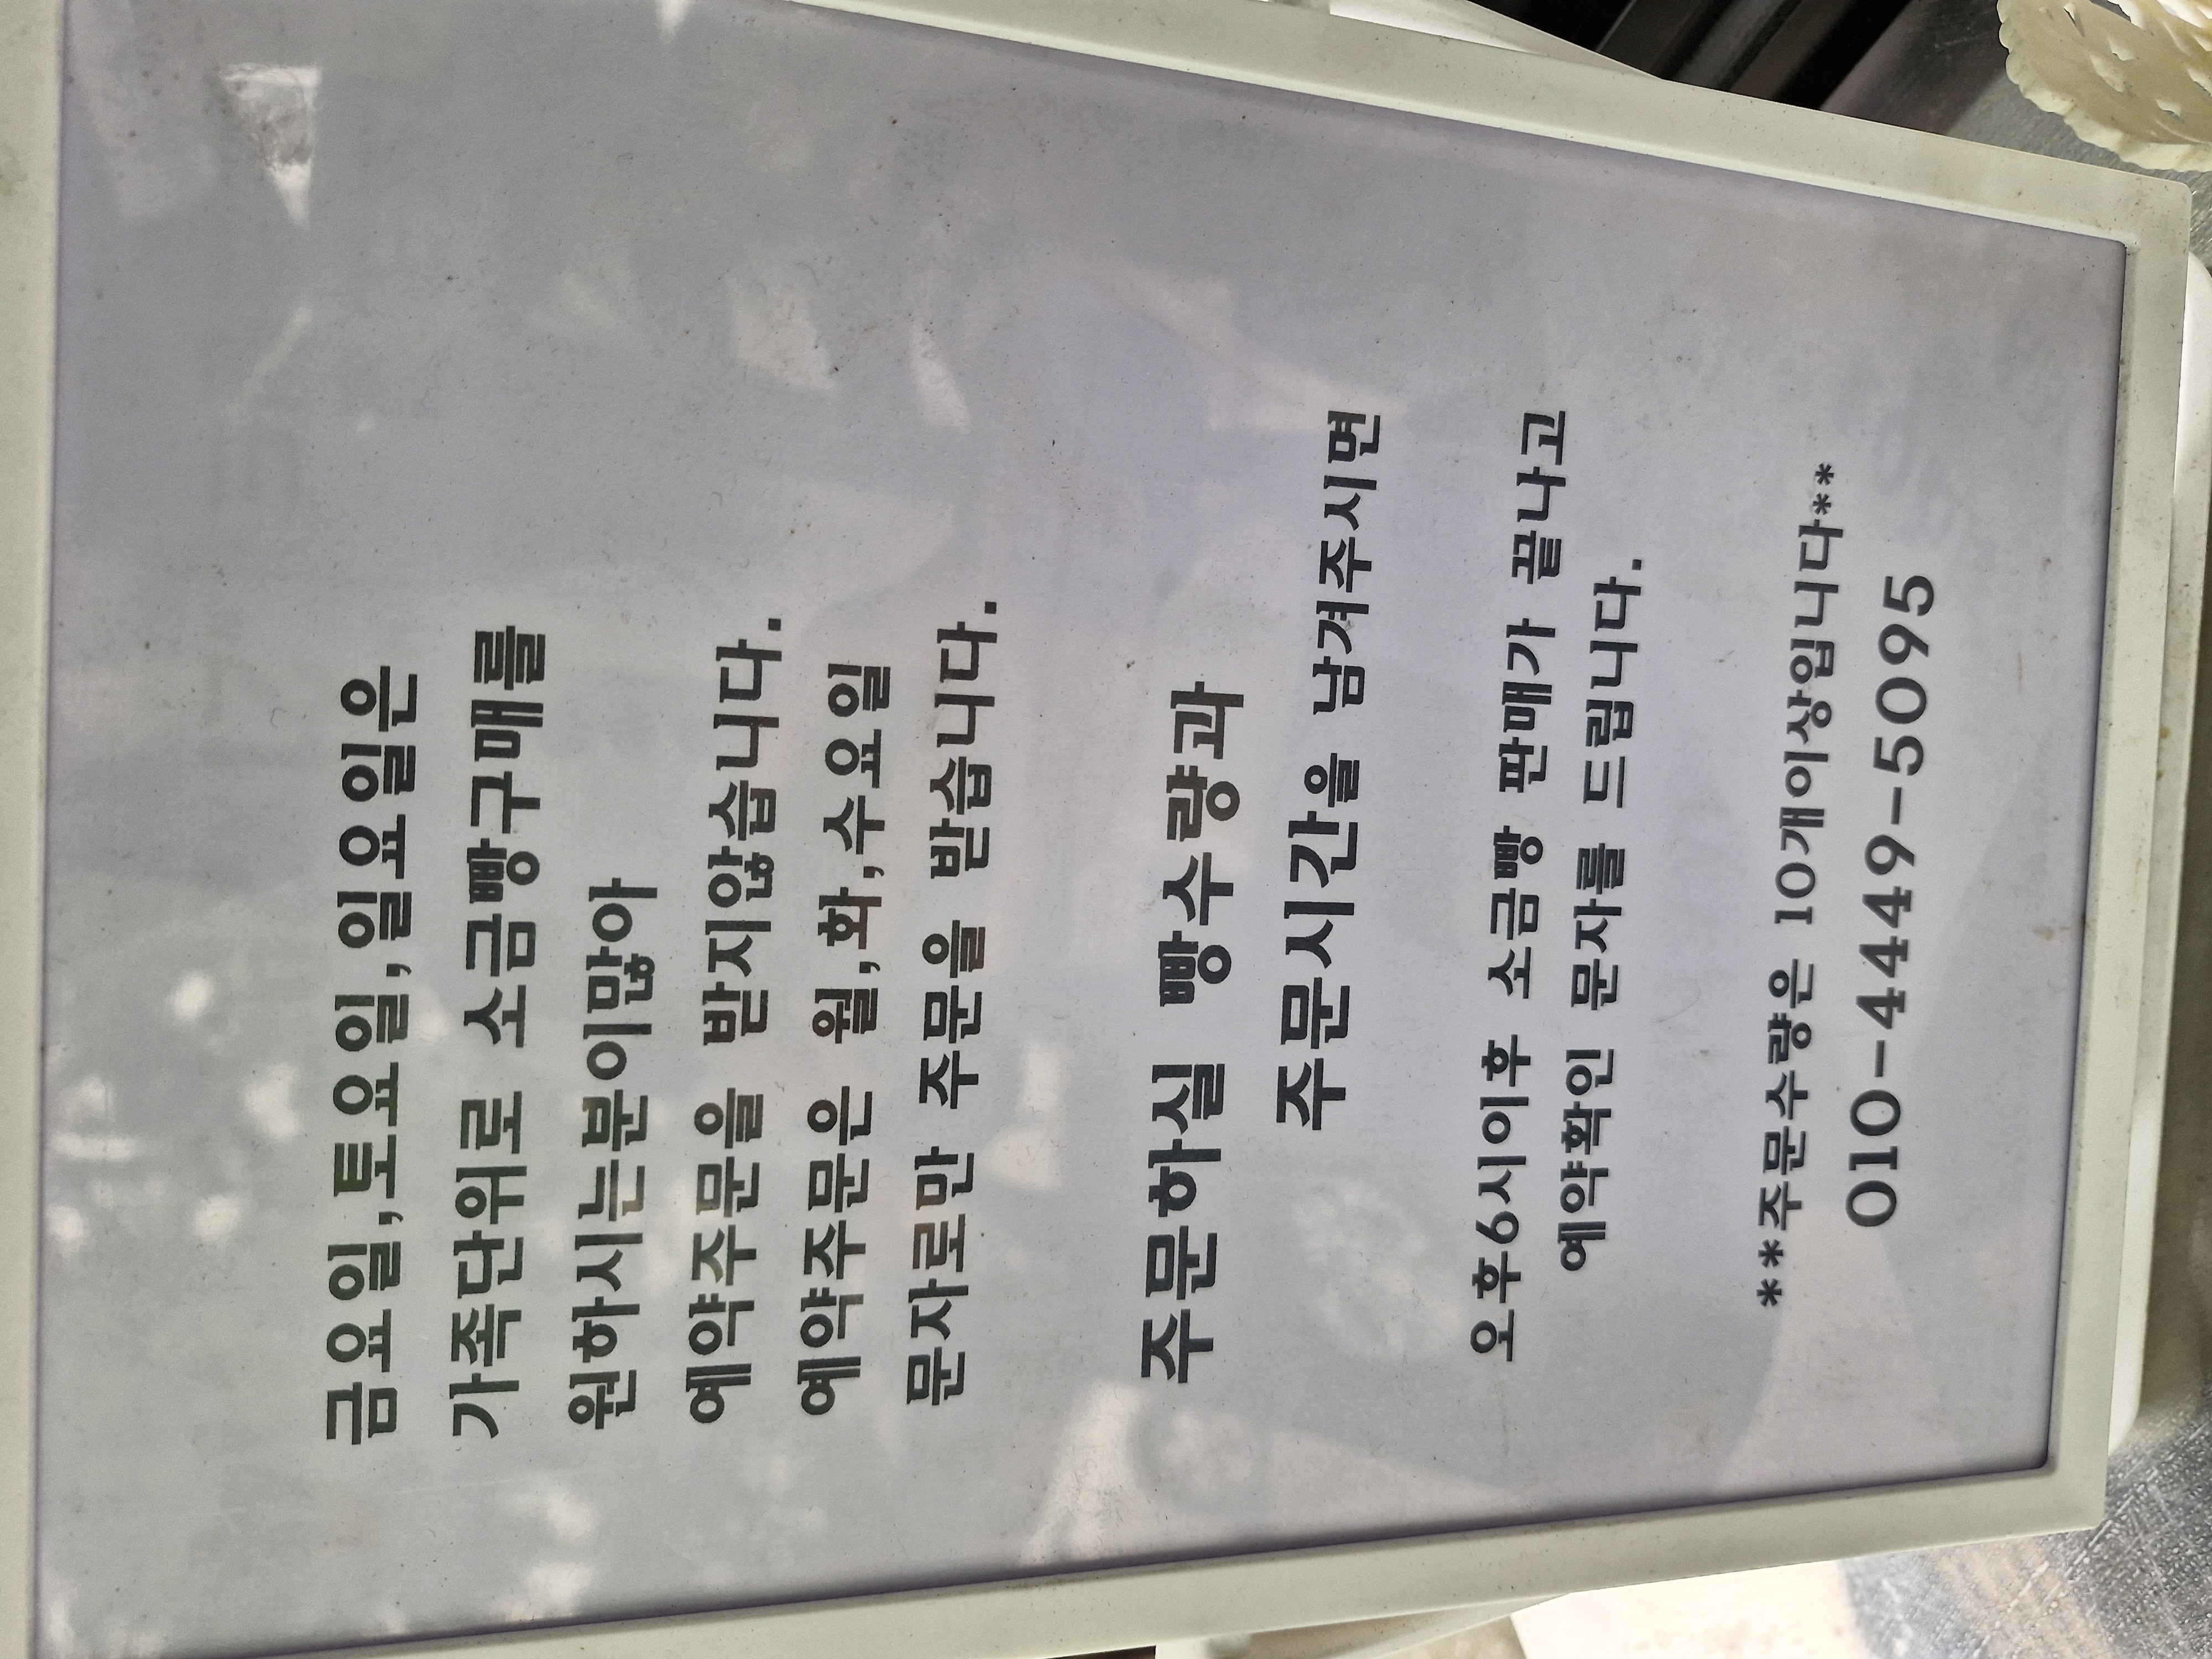 금요일,토요일,일요일은
가족단위로 소금빵구매를
원하시는분이많아
예약주문을 받지않습니다.
예약주문은 월,화,수요일
문자로만 주문을 받습니다.
주문하실 빵수량과
주문시간을 남겨주시면
오후6시이후 소금빵 판매가 끝나고
예약확인 문자를 드립니다.
**주문수량은 10개이상입니다**
010-4449-5095